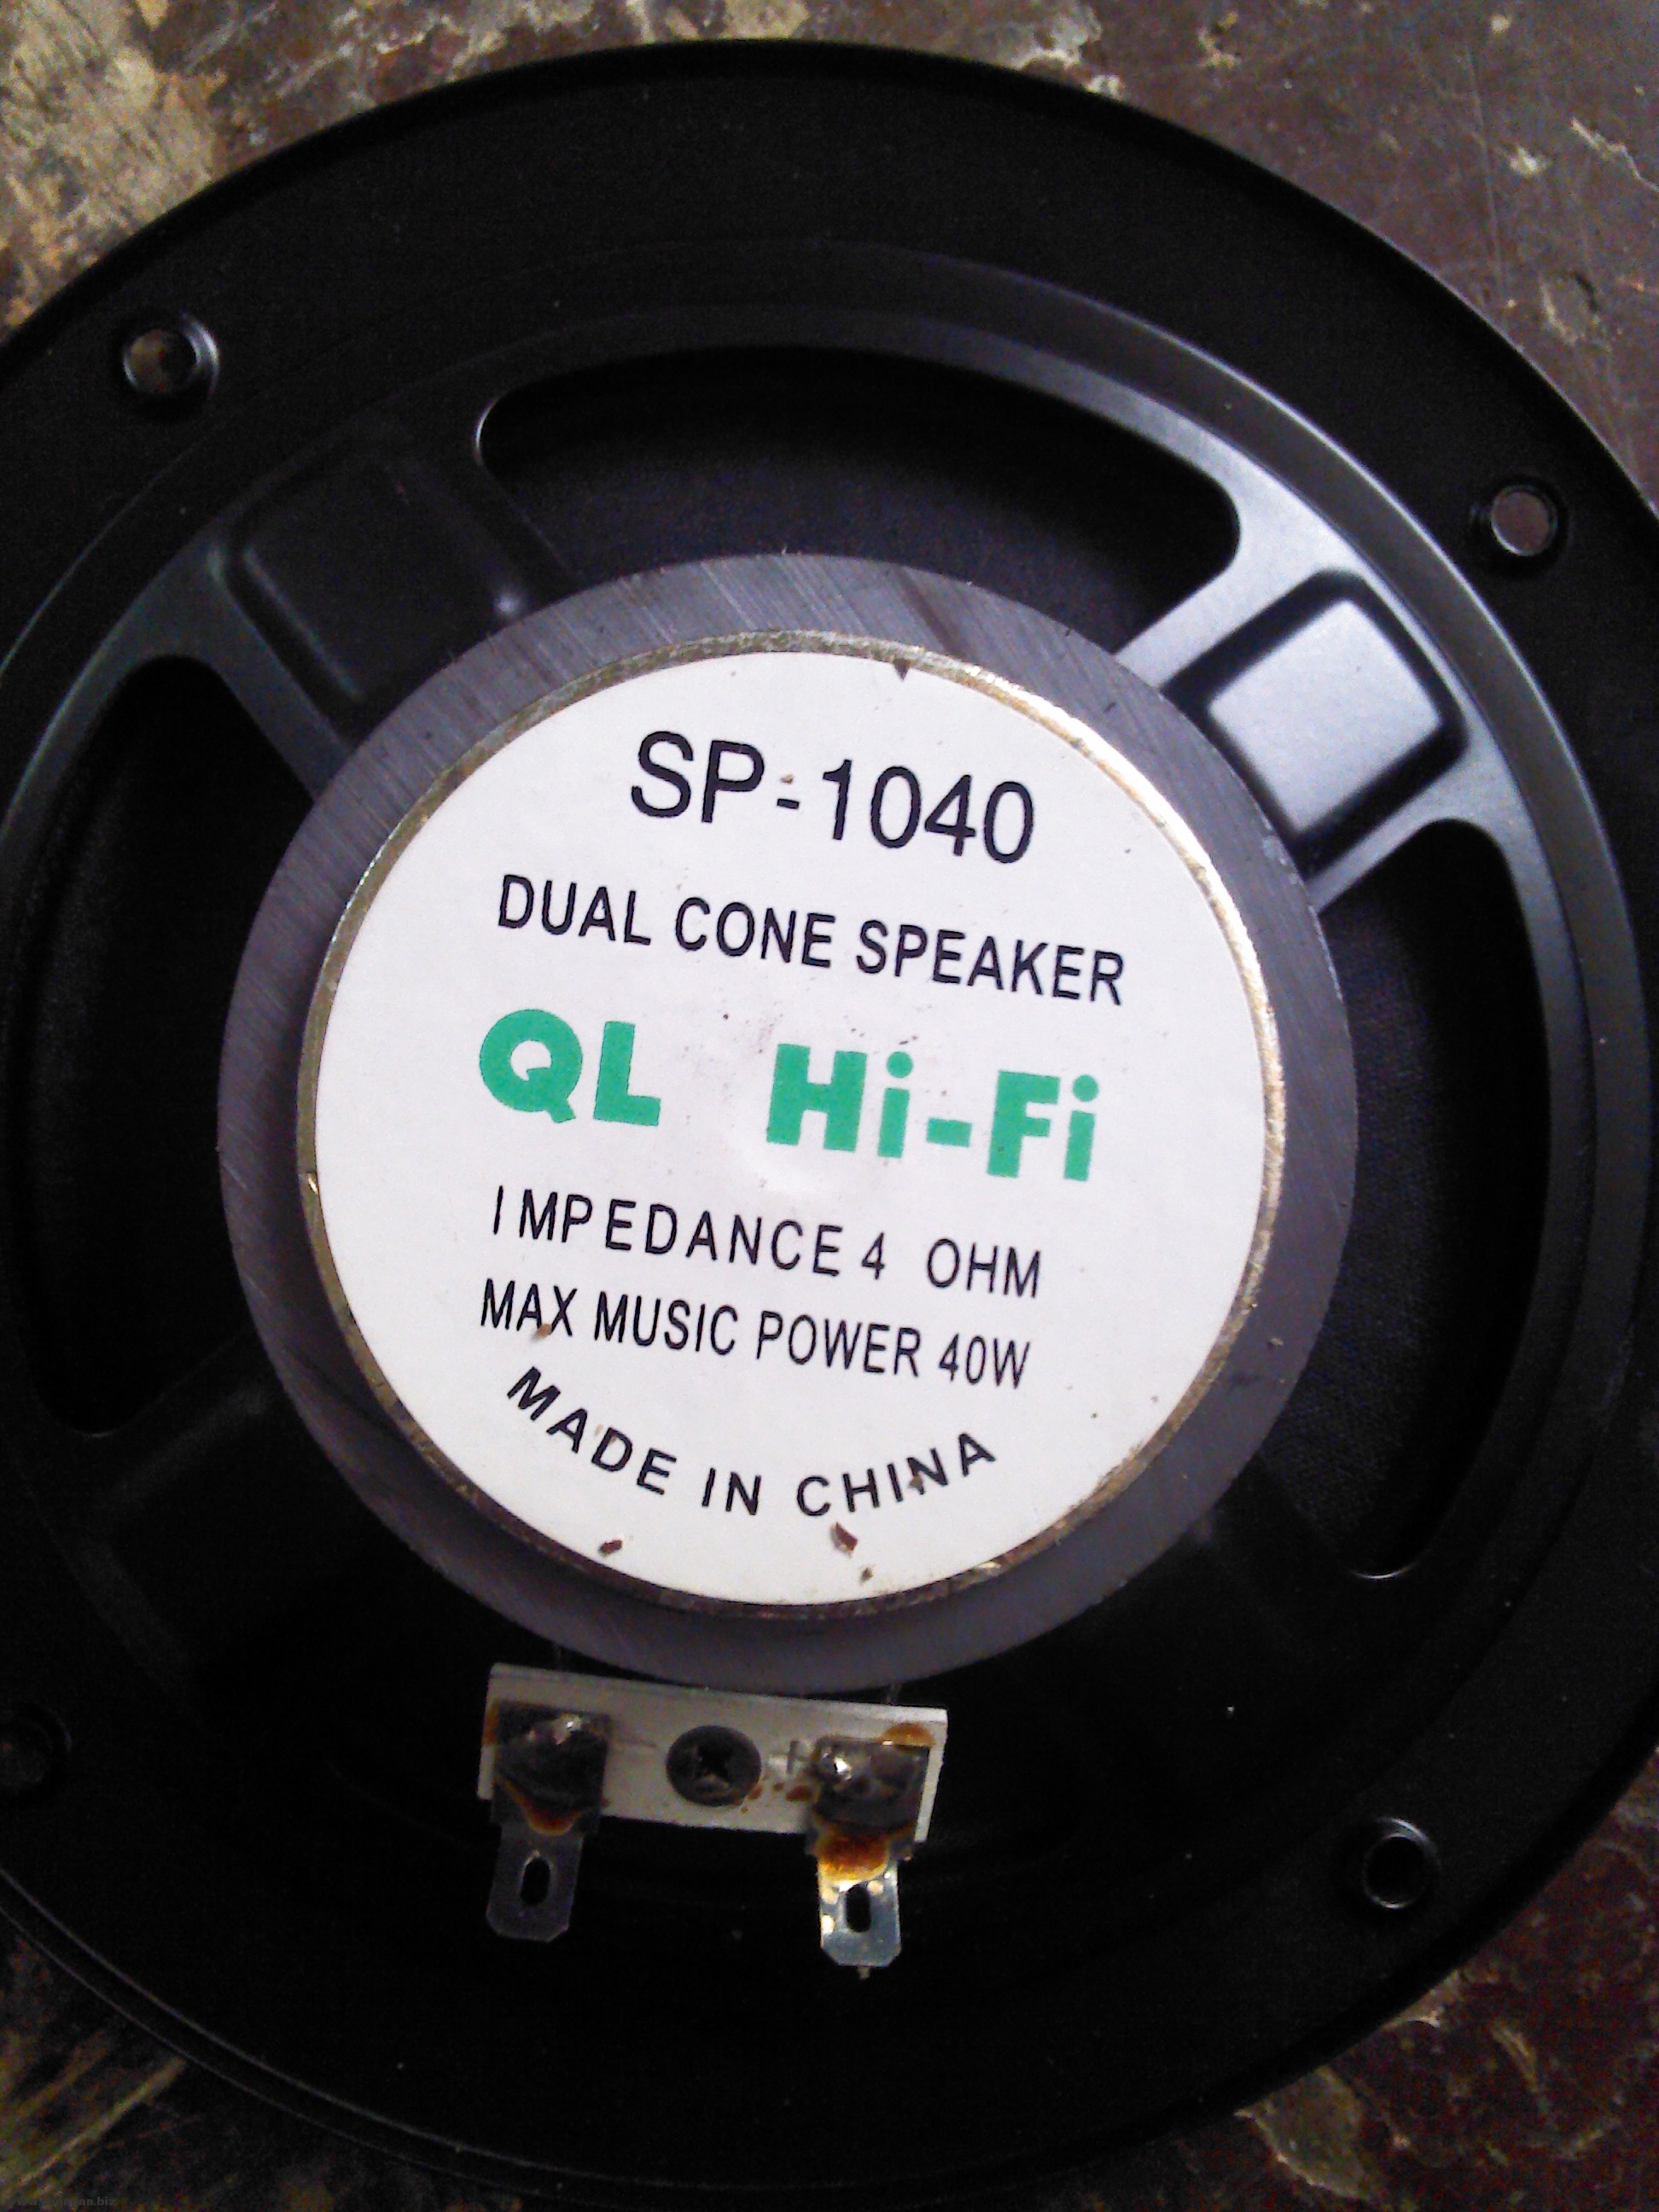 SP-1040
DUAL CONE SPEAKER
QL Hi-Fi
IMPEDANCE 4 OHM
MAX MUSIC POWER 40W
MADE IN CHINA